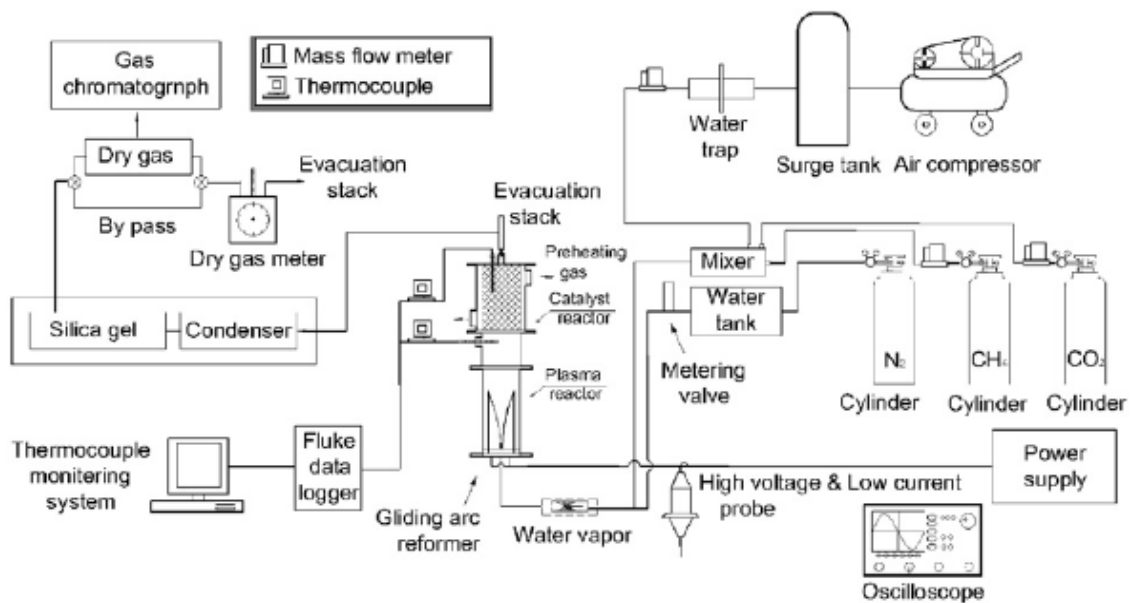 Gas
chromatogrnph
Mass flow meter
Thermocouple
Dry gas
By pass
Evacuation
stack
Dry gas meter
Silica gel
Condenser
Evacuation
stack
Preheating
gas
Catalyst
reactor
Plasma
reactor
Water
trap
Surge tank
Air compressor
Mixer
Water
tank
Metering
valve
N2
CH4
CO2
Cylinder
Cylinder
Cylinder
Thermocouple
monitering
system
Fluke
data
logger
Gliding arc
reformer
Water vapor
High voltage & Low current
probe
Power
supply
Oscilloscope